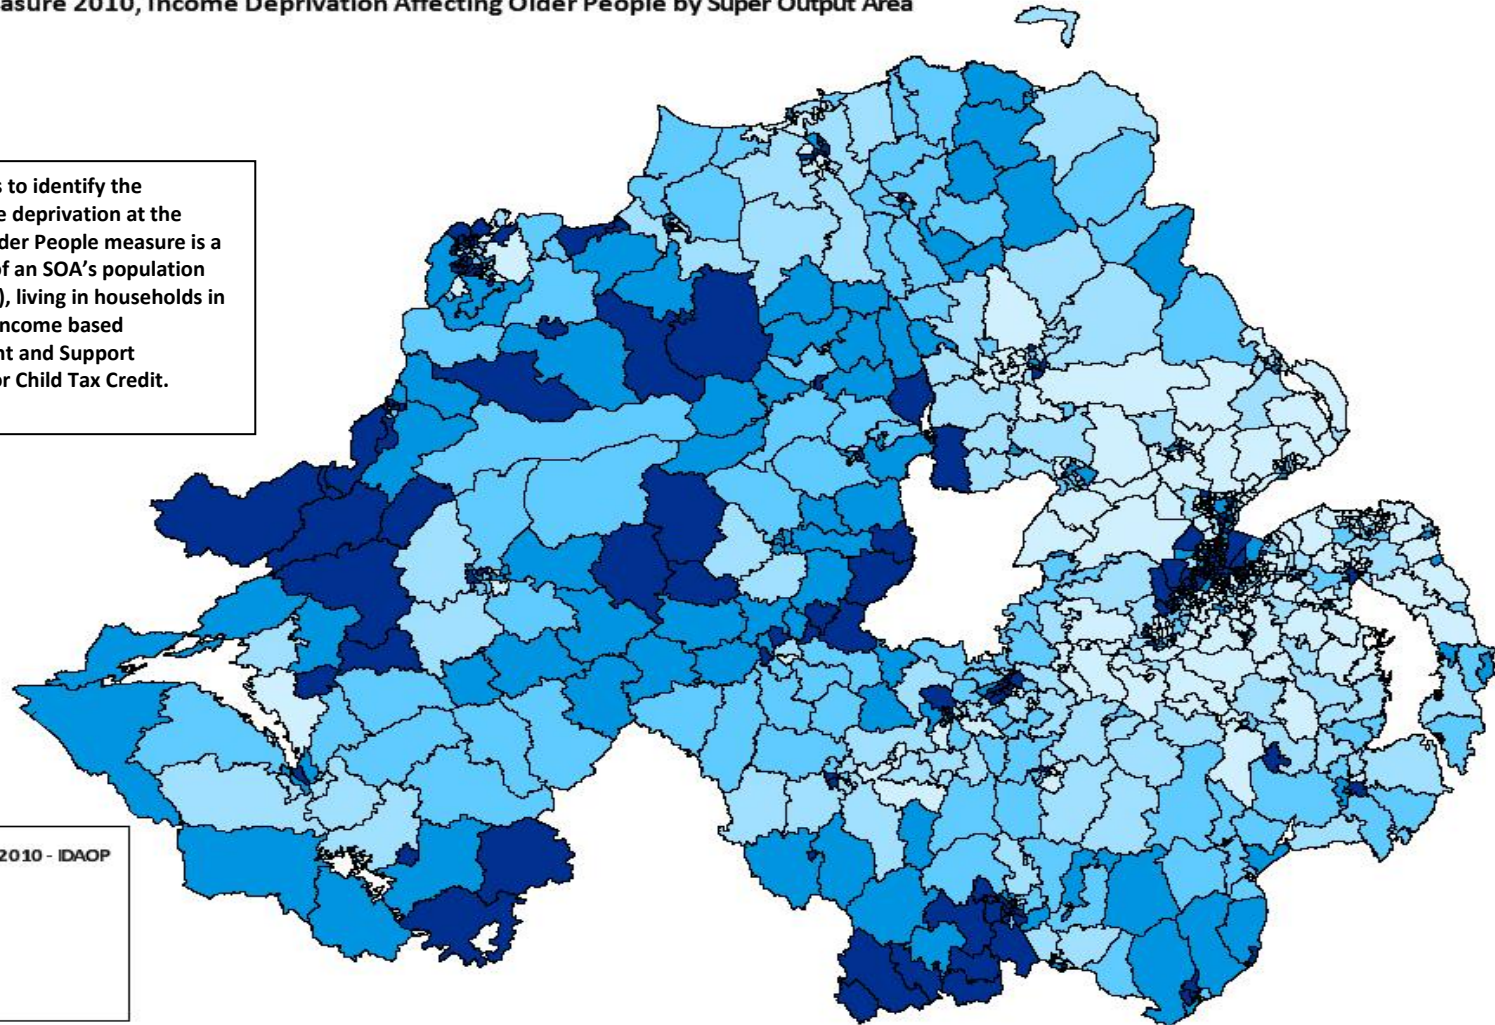 asure 2010, Income Deprivation Affecting Older People by Super Output Area
s to identify the
e deprivation at the
der People measure is a
of an SOA's population
), living in households in
income based
nt and Support
or Child Tax Credit.
2010 - IDAOP